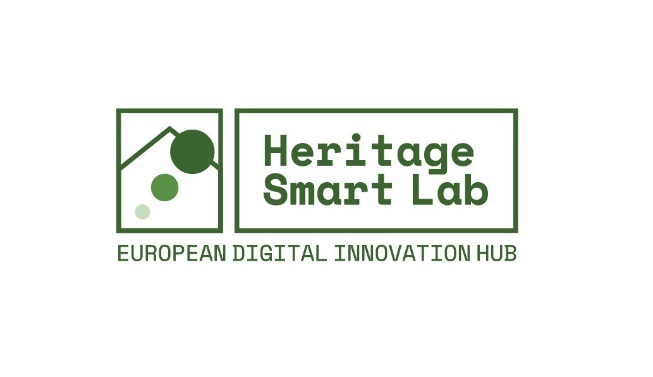 Heritage
Smart Lab
EUROPEAN DIGITAL INNOVATION HUB